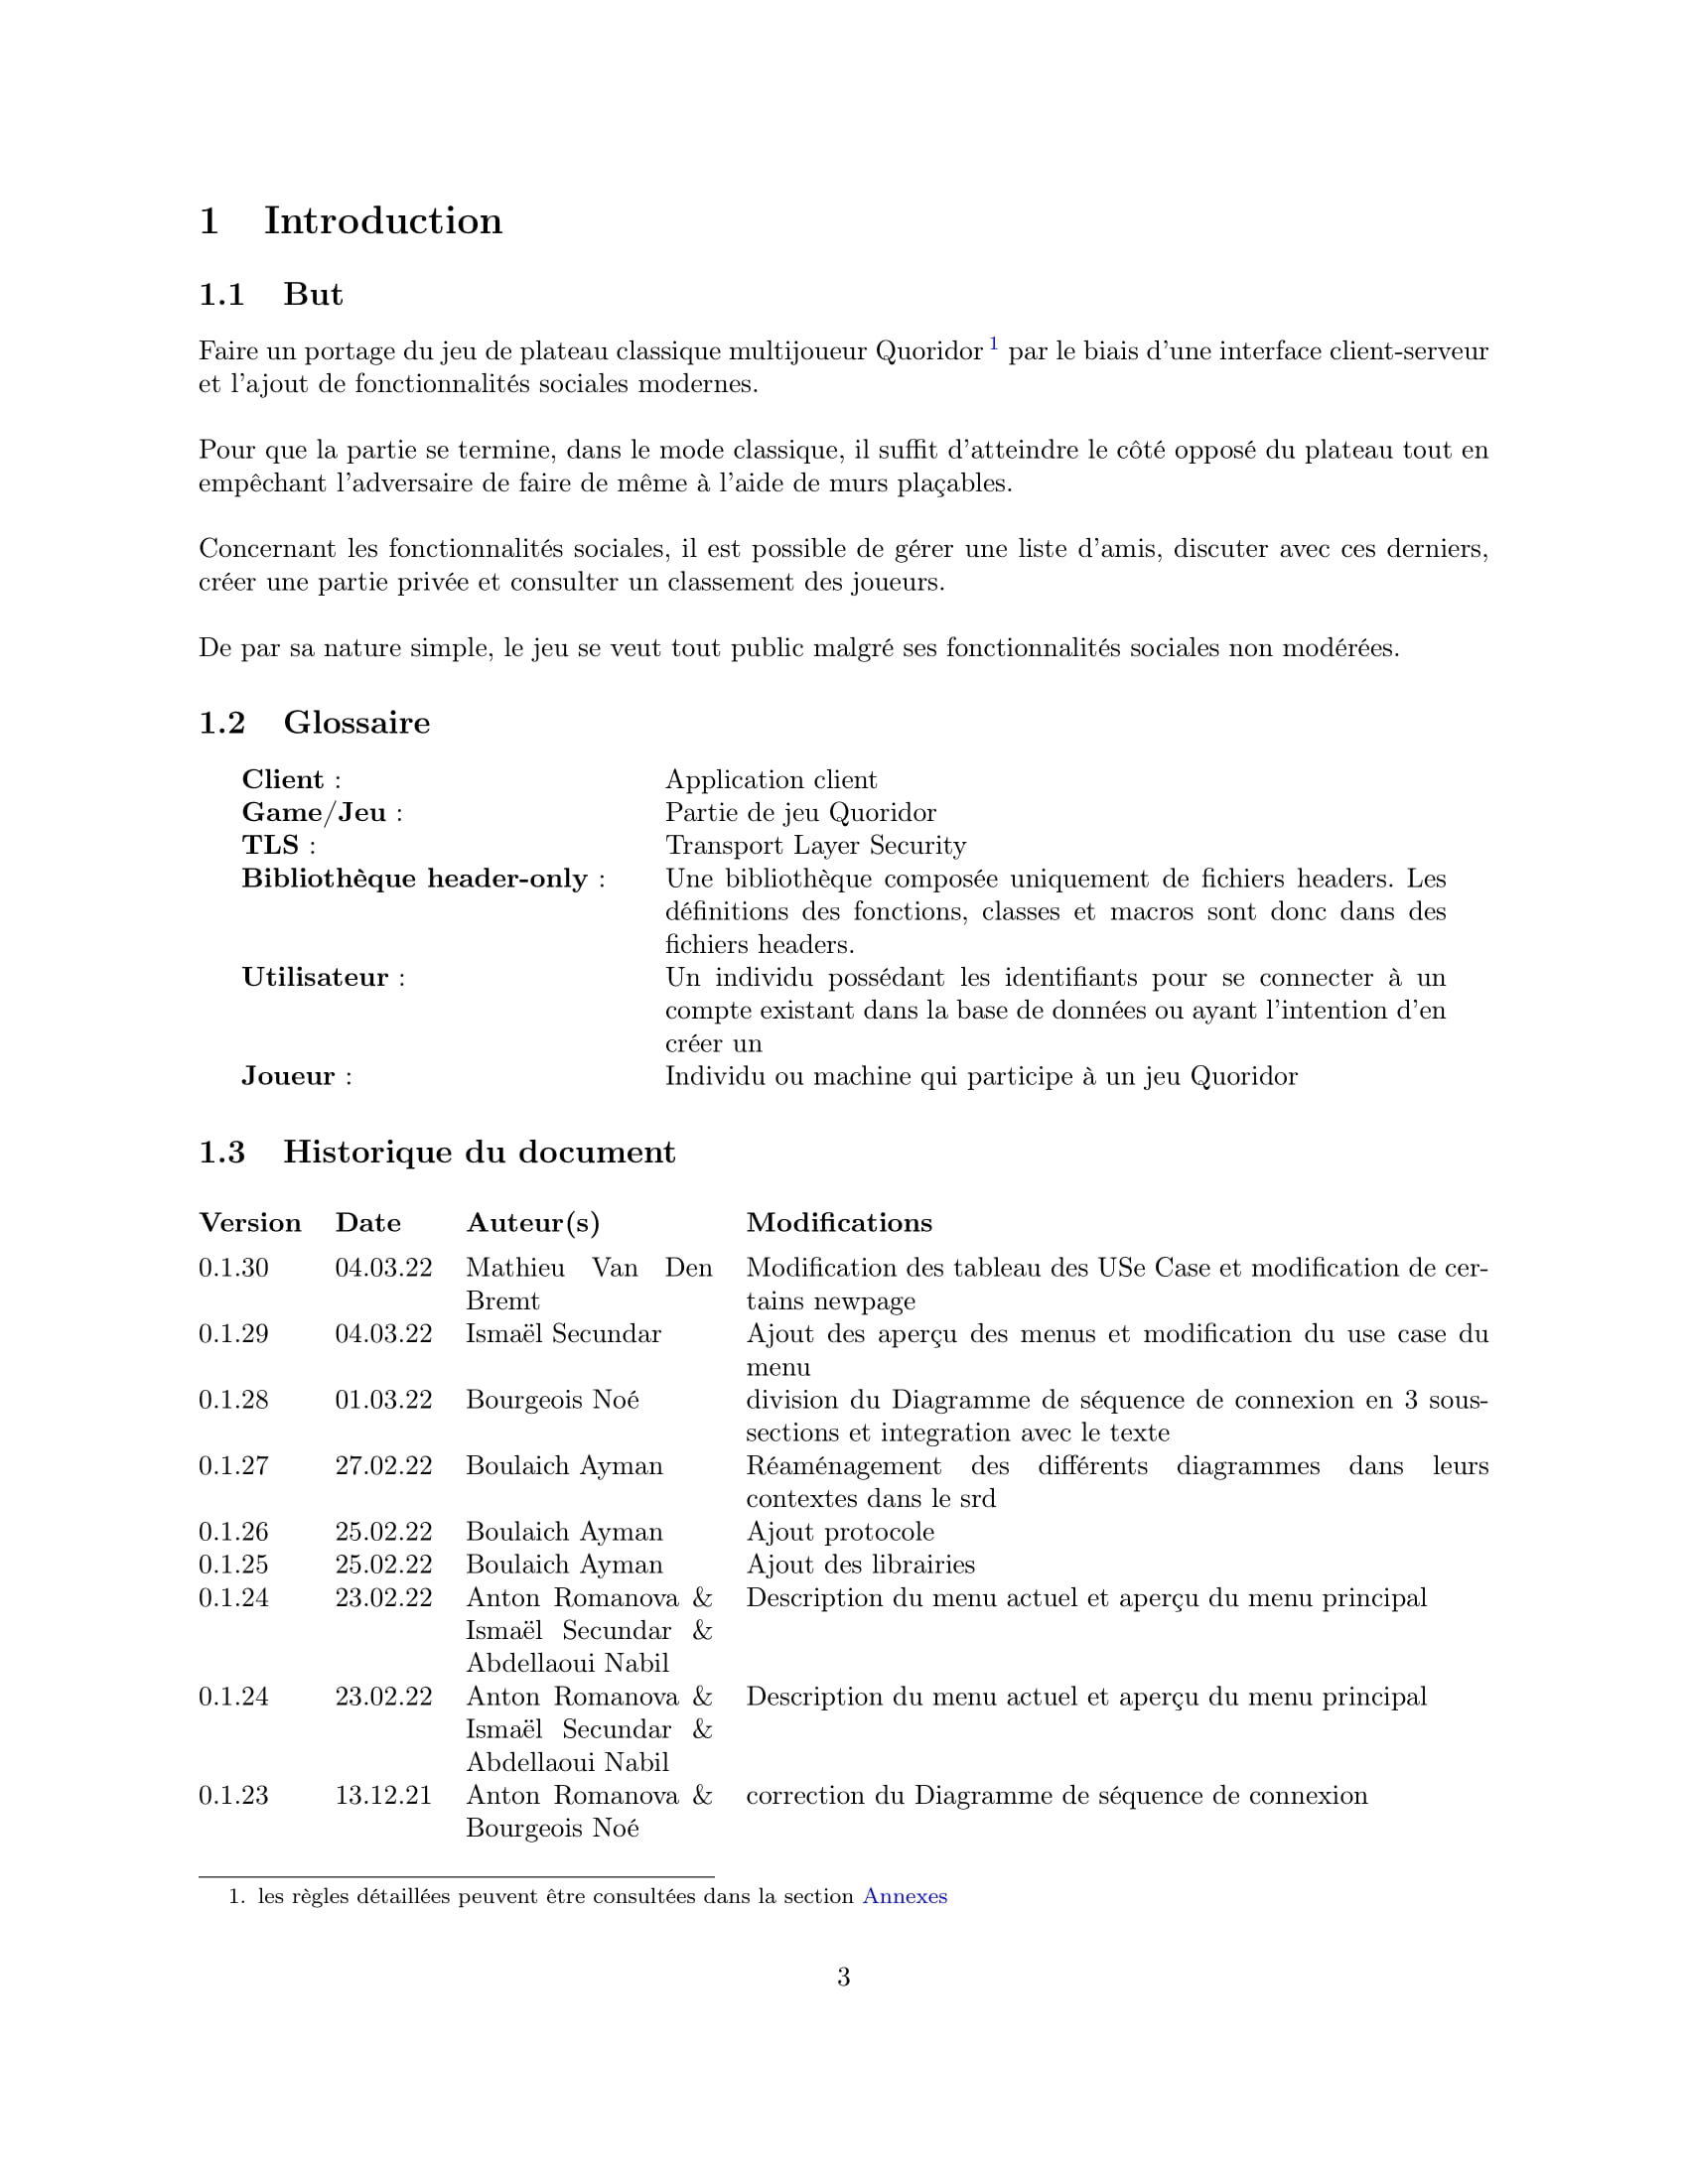 1 Introduction
1.1 But
Faire un portage du jeu de plateau classique multijoueur Quoridor 1 par le biais d'une interface client-serveur
et l'ajout de fonctionnalités sociales modernes.
Pour que la partie se termine, dans le mode classique, il suffit d'atteindre le côté opposé du plateau tout en
empêchant l'adversaire de faire de même à l'aide de murs plaçables.
Concernant les fonctionnalités sociales, il est possible de gérer une liste d'amis, discuter avec ces derniers,
créer une partie privée et consulter un classement des joueurs.
De par sa nature simple, le jeu se veut tout public malgré ses fonctionnalités sociales non modérées.
1.2 Glossaire
Client : Application client
Game/Jeu : Partie de jeu Quoridor
TLS : Transport Layer Security
Bibliothèque header-only : Une bibliothèque composée uniquement de fichiers headers. Les
définitions des fonctions, classes et macros sont donc dans des
fichiers headers.
Utilisateur : Un individu possédant les identifiants pour se connecter à un
compte existant dans la base de données ou ayant l'intention d'en
créer un
Joueur : Individu ou machine qui participe à un jeu Quoridor
1.3 Historique du document
Version Date Auteur(s) Modifications
0.1.30 04.03.22 Mathieu Van Den Modification des tableau des USe Case et modification de cer-
Bremt tains newpage
0.1.29 04.03.22 Ismaël Secundar Ajout des aperçu des menus et modification du use case du
menu
0.1.28 01.03.22 Bourgeois Noé division du Diagramme de séquence de connexion en 3 sous-
sections et integration avec le texte
0.1.27 27.02.22 Boulaich Ayman Réaménagement des différents diagrammes dans leurs
contextes dans le srd
0.1.26 25.02.22 Boulaich Ayman Ajout protocole
0.1.25 25.02.22 Boulaich Ayman Ajout des librairies
0.1.24 23.02.22 Anton Romanova & Description du menu actuel et aperçu du menu principal
Ismaël Secundar &
Abdellaoui Nabil
0.1.24 23.02.22 Anton Romanova & Description du menu actuel et aperçu du menu principal
Ismaël Secundar &
Abdellaoui Nabil
0.1.23 13.12.21 Anton Romanova & correction du Diagramme de séquence de connexion
Bourgeois Noé
1. les règles détaillées peuvent être consultées dans la section Annexes
3